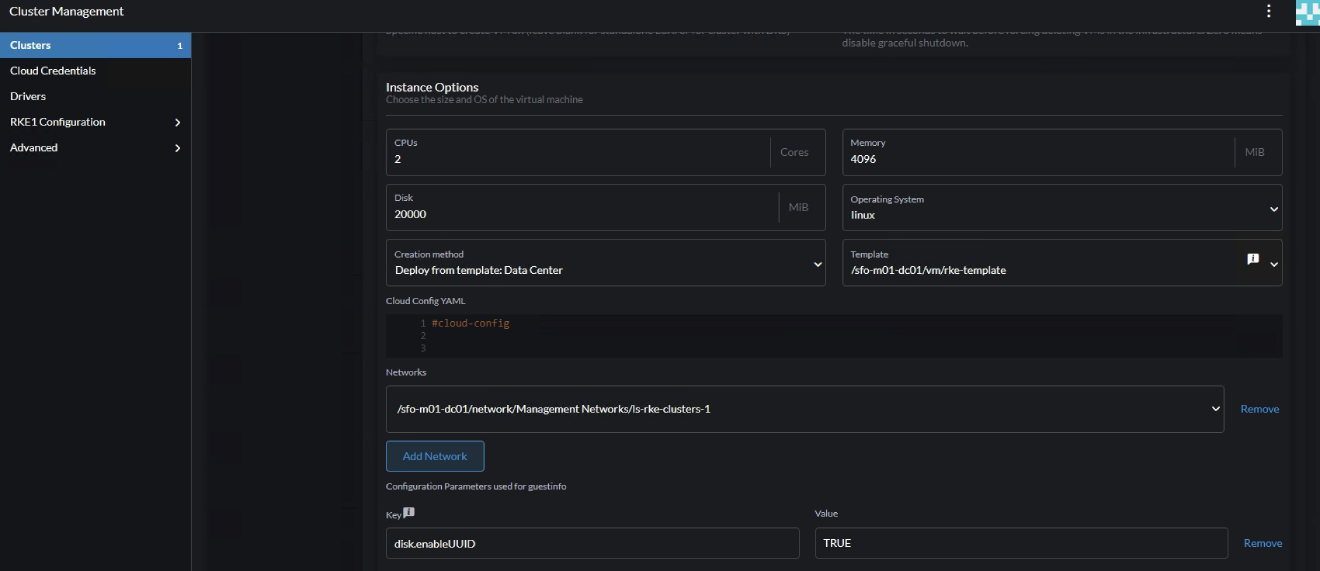 Cluster Management
Clusters 1
Cloud Credentials
Drivers
RKE1 Configuration
Advanced
disable graceful shutdown.
Instance Options
Choose the size and OS of the virtual machine
CPUs
2 Cores
Memory
4096 MiB
Disk
20000 MiB
Operating System
linux
Creation method
Deploy from template: Data Center
Template
/sfo-m01-dc01/vm/rke-template
Cloud Config YAML
1 #cloud-config
2
3
Networks
/sfo-m01-dc01/network/Management Networks/ls-rke-clusters-1
Remove
Add Network
Configuration Parameters used for guestinfo
Key
Value
disk.enableUUID
TRUE
Remove